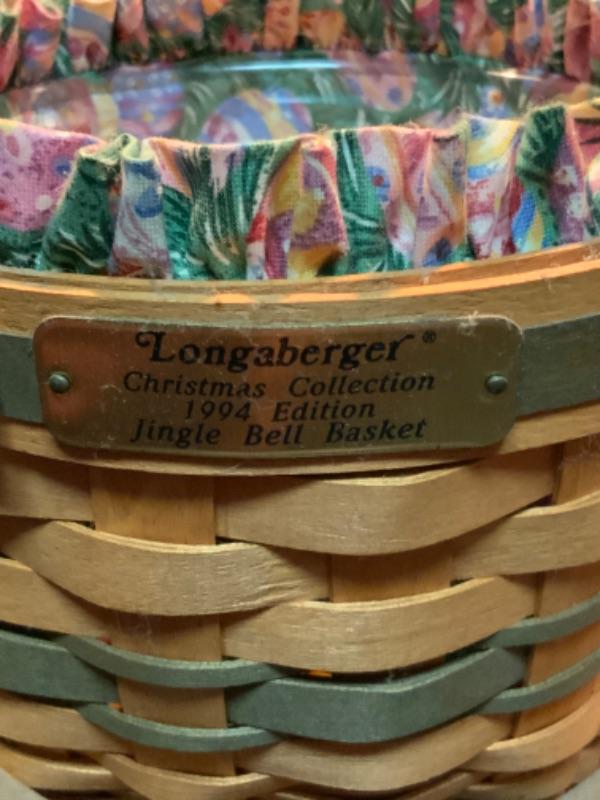 Longaberger®
Christmas Collection
1994 Edition
Jingle Bell Basket